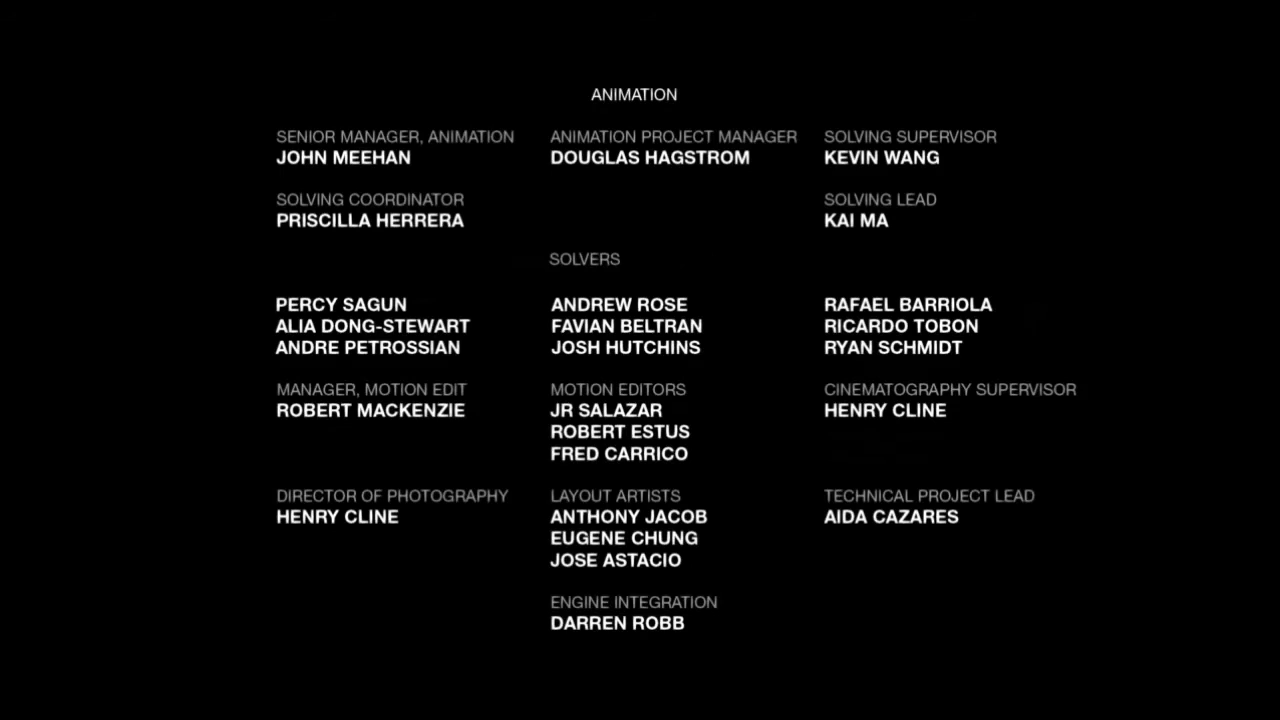 ANIMATION
SENIOR MANAGER, ANIMATION
JOHN MEEHAN
ANIMATION PROJECT MANAGER
DOUGLAS HAGSTROM
SOLVING SUPERVISOR
KEVIN WANG
SOLVING COORDINATOR
PRISCILLA HERRERA
SOLVING LEAD
KAI MA
SOLVERS
PERCY SAGUN
ALIA DONG-STEWART
ANDRE PETROSSIAN
ANDREW ROSE
FAVIAN BELTRAN
JOSH HUTCHINS
RAFAEL BARRIOLA
RICARDO TOBON
RYAN SCHMIDT
MANAGER, MOTION EDIT
ROBERT MACKENZIE
MOTION EDITORS
JR SALAZAR
ROBERT ESTUS
FRED CARRICO
CINEMATOGRAPHY SUPERVISOR
HENRY CLINE
DIRECTOR OF PHOTOGRAPHY
HENRY CLINE
LAYOUT ARTISTS
ANTHONY JACOB
EUGENE CHUNG
JOSE ASTACIO
TECHNICAL PROJECT LEAD
AIDA CAZARES
ENGINE INTEGRATION
DARREN ROBB